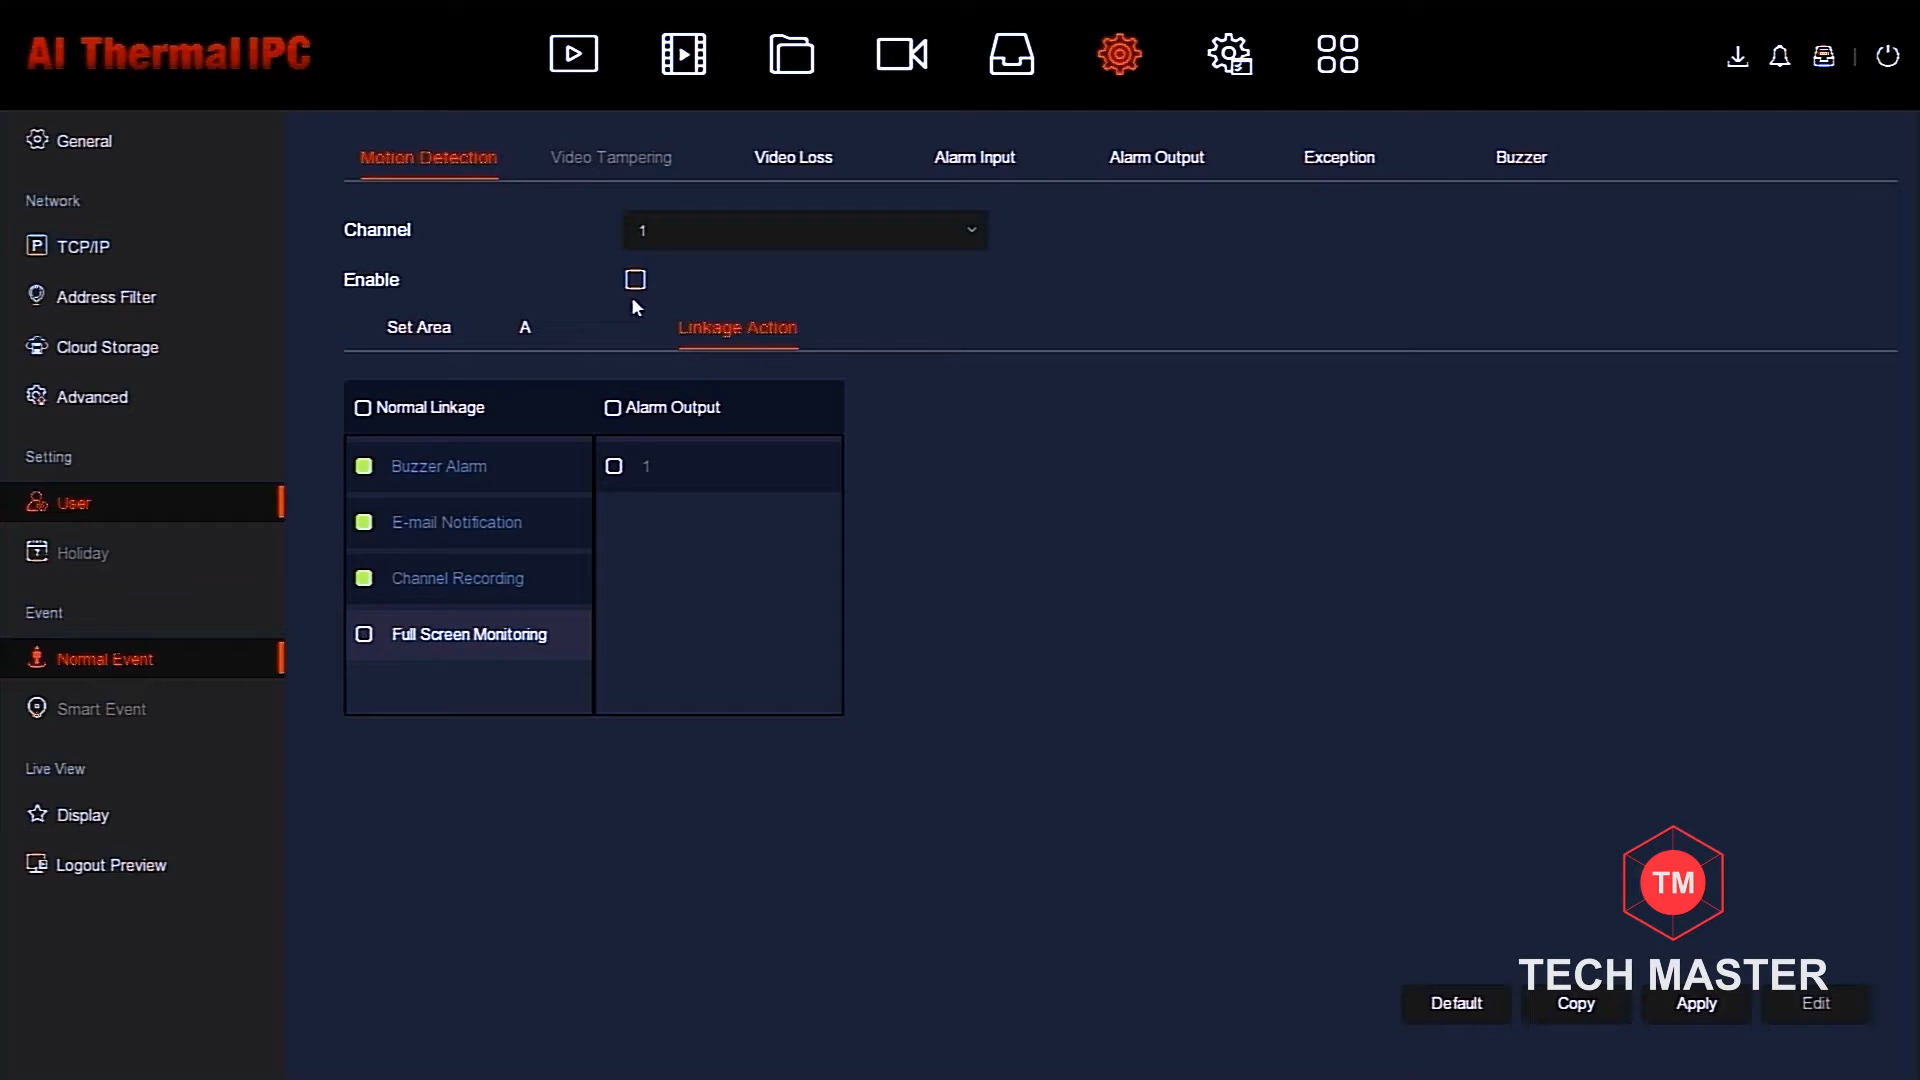 AI Thermal IPC
General
Network
P TCP/IP
Address Filter
Cloud Storage
Advanced
Setting
User
Holiday
Event
Normal Event
Smart Event
Live View
Display
Logout Preview
Motion Detection Video Tampering Video Loss Alarm Input Alarm Output Exception Buzzer
Channel 1
Enable
Set Area A Linkage Action
Normal Linkage Alarm Output
Buzzer Alarm 1
E-mail Notification
Channel Recording
Full Screen Monitoring
TM
TECH MASTER
Default Copy Apply Edit